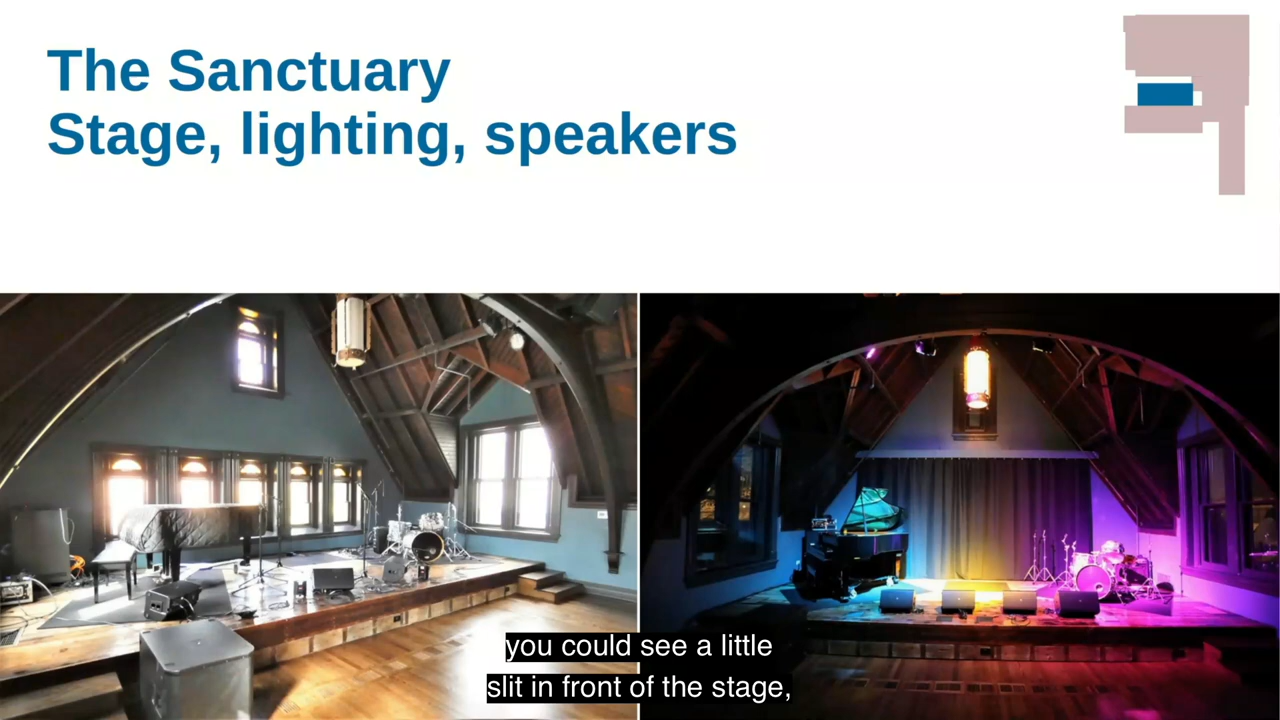 The Sanctuary
Stage, lighting, speakers
you could see a little
slit in front of the stage,